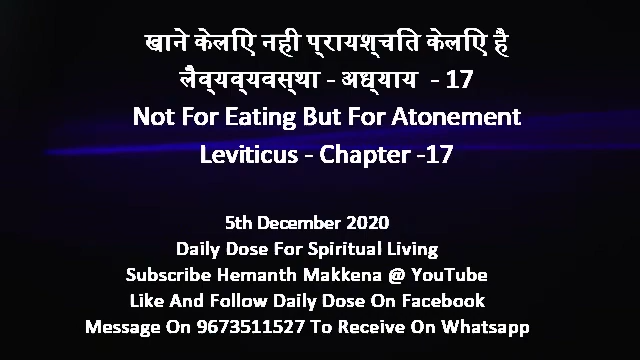 खाने केलिए नही प्रायश्चित केलिए है
लैव्यव्यवस्था - अध्याय - 17
Not For Eating But For Atonement
Leviticus - Chapter -17
5th December 2020
Daily Dose For Spiritual Living
Subscribe Hemanth Makkena @ YouTube
Like And Follow Daily Dose On Facebook
Message On 9673511527 To Receive On Whatsapp